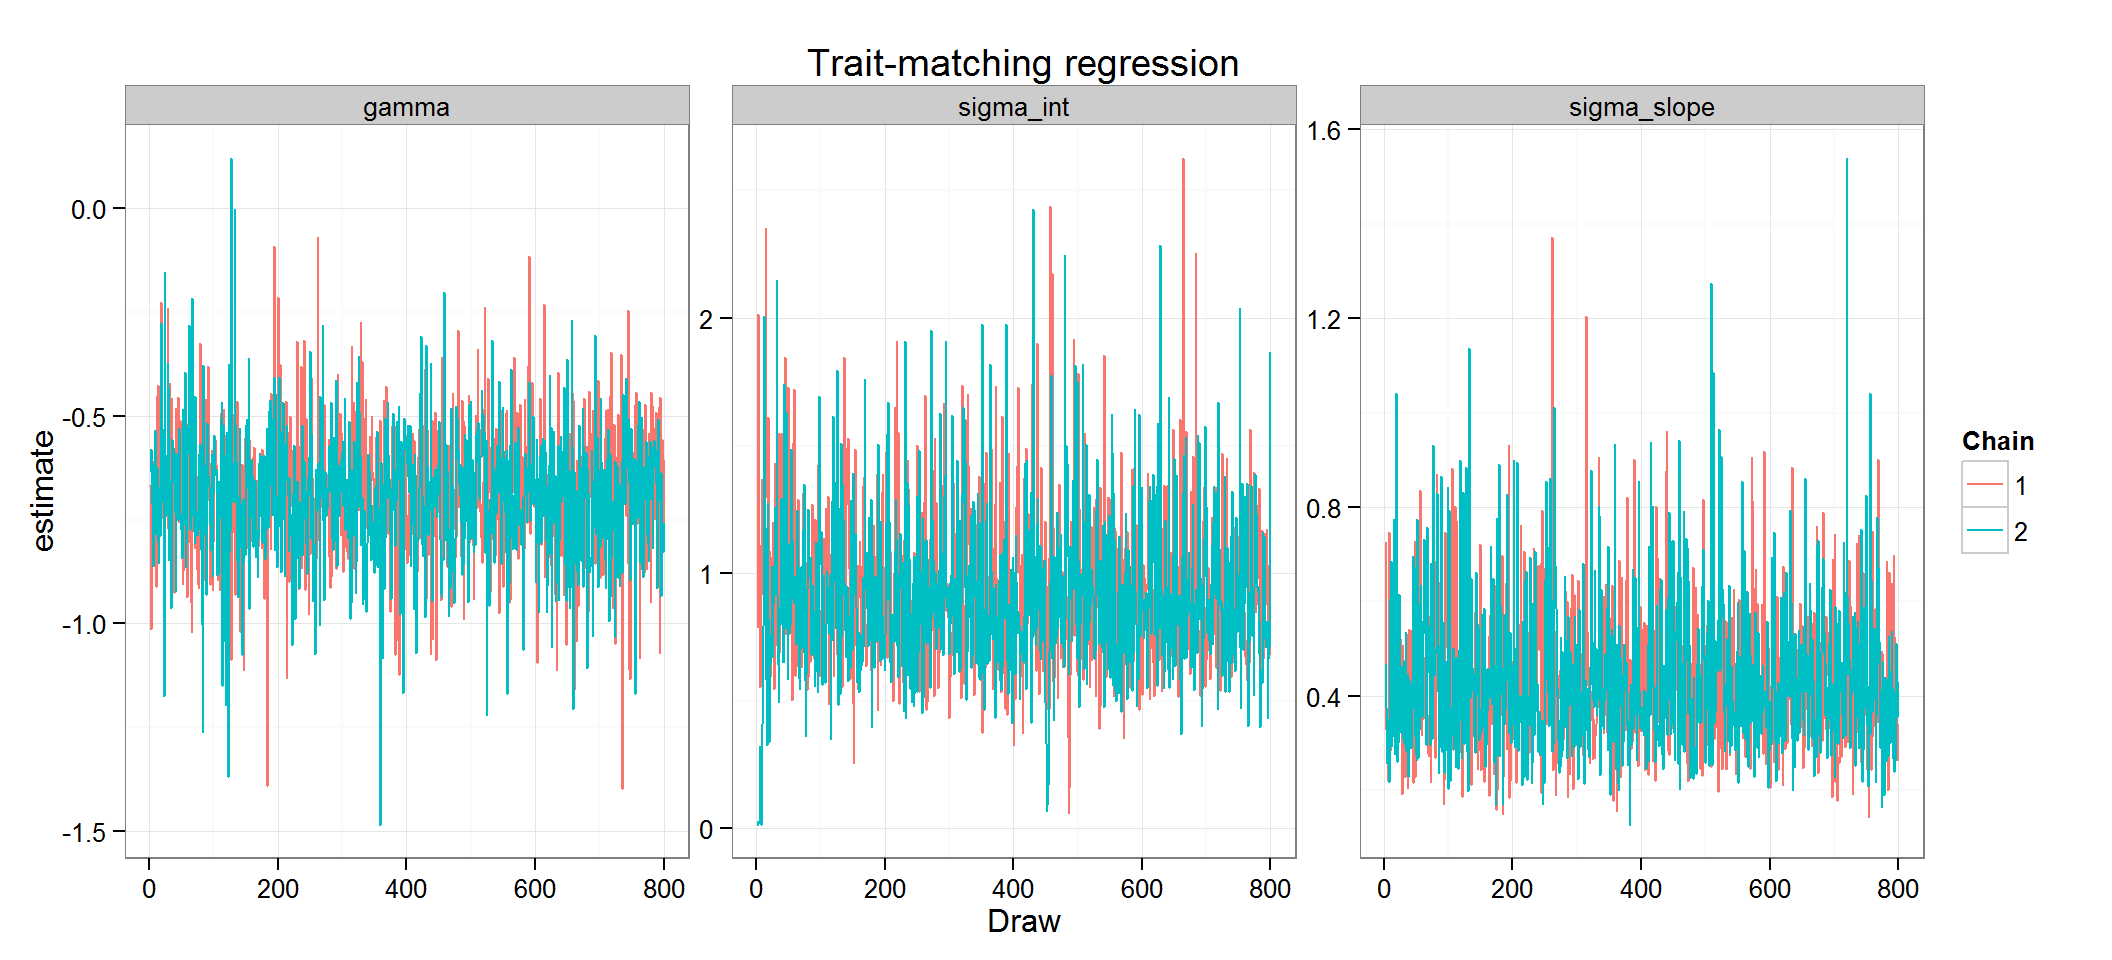 Trait-matching regression
gamma
sigma_int
sigma_slope
estimate
0.0
-0.5
-1.0
-1.5
2
1
0
1.6
1.2
0.8
0.4
0 200 400 600 800
0 200 400 600 800
0 200 400 600 800
Draw
Chain
1
2